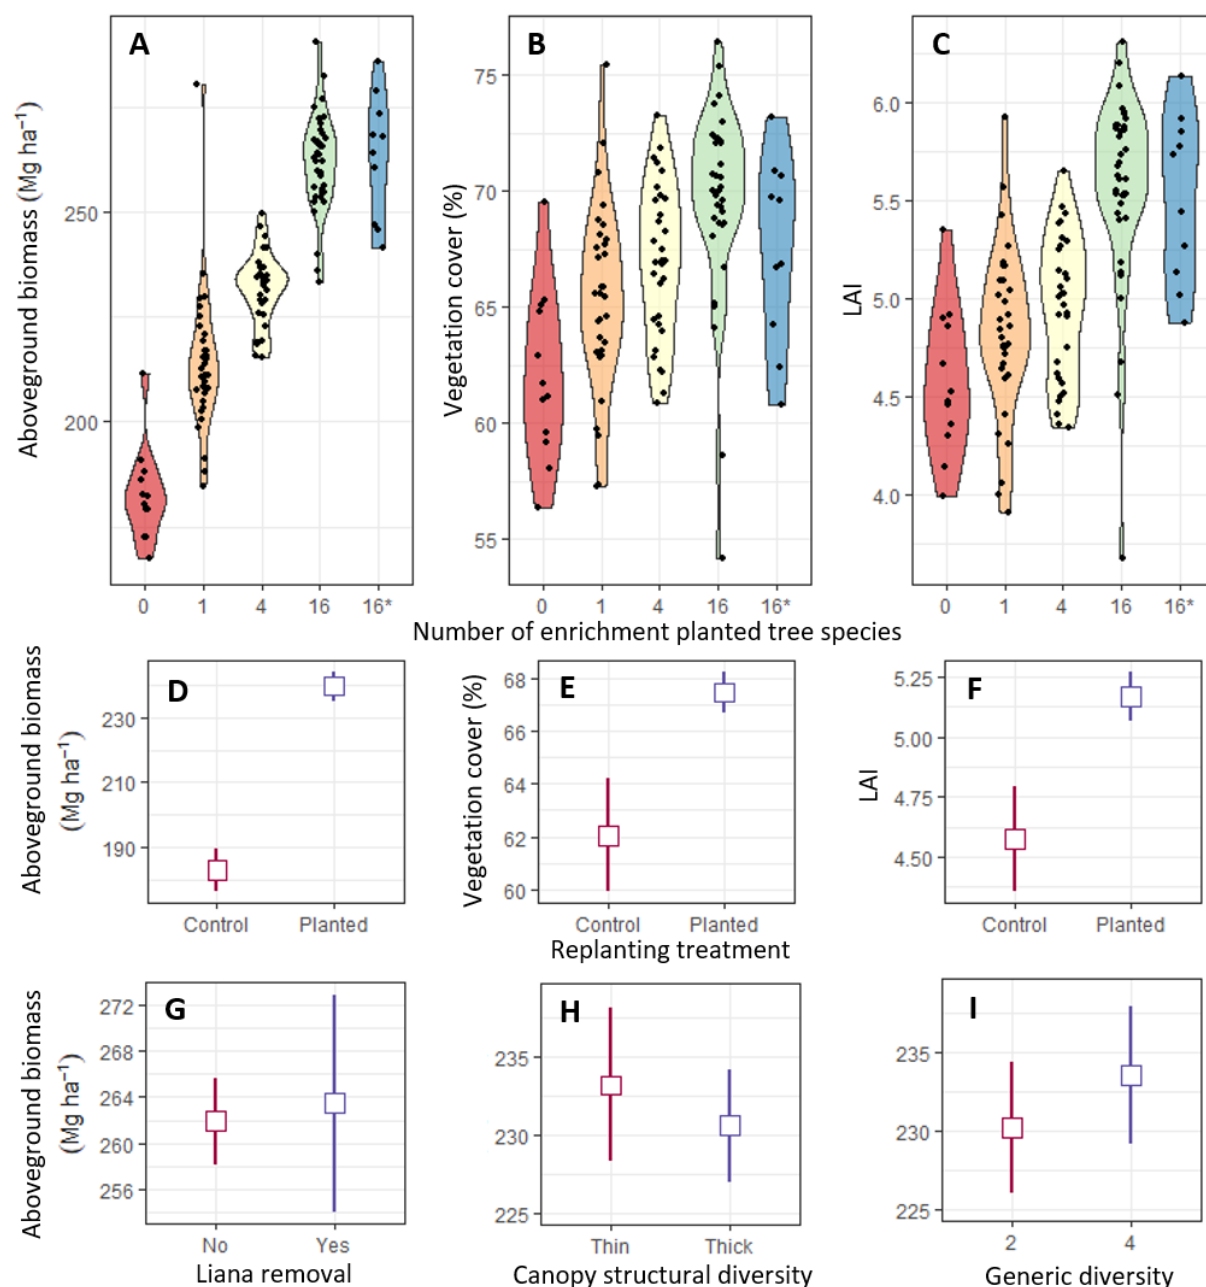 A
B
C
Aboveground biomass (Mg ha⁻¹)
250
200
Vegetation cover (%)
75
70
65
60
55
LAI
6.0
5.5
5.0
4.5
4.0
0 1 4 16 16*
0 1 4 16 16*
0 1 4 16 16*
Number of enrichment planted tree species
D
E
F
Aboveground biomass
(Mg ha⁻¹)
230
210
190
Control Planted
Vegetation cover (%)
68
66
64
62
60
Control Planted
LAI
5.25
5.00
4.75
4.50
Control Planted
Replanting treatment
G
H
I
Aboveground biomass
(Mg ha⁻¹)
272
268
264
260
256
No Yes
Liana removal
235
230
225
Thin Thick
Canopy structural diversity
235
230
225
2 4
Generic diversity